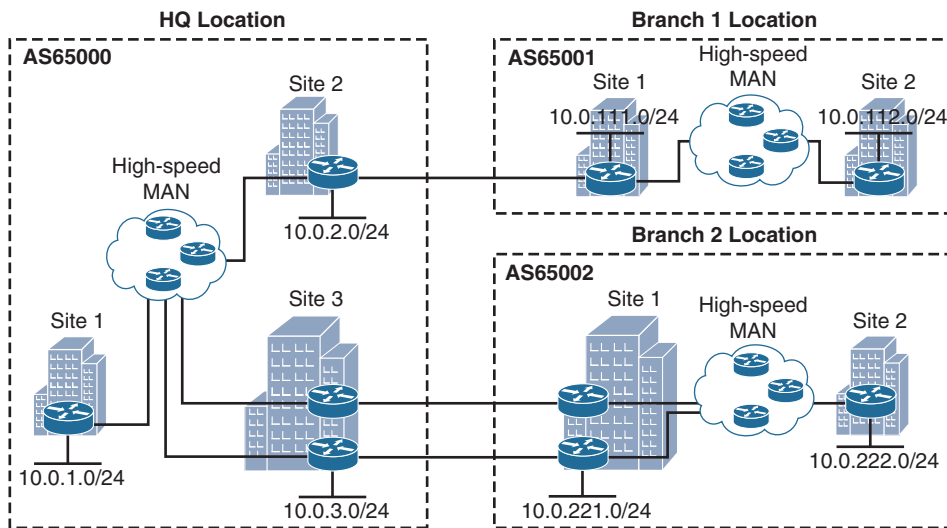 HQ Location
AS65000
Site 2
High-speed
MAN
10.0.2.0/24
Site 3
Site 1
10.0.1.0/24
10.0.3.0/24
Branch 1 Location
AS65001
Site 1
High-speed
MAN
Site 2
10.0.111.0/24
10.0.112.0/24
Branch 2 Location
AS65002
Site 1
High-speed
MAN
Site 2
10.0.222.0/24
10.0.221.0/24